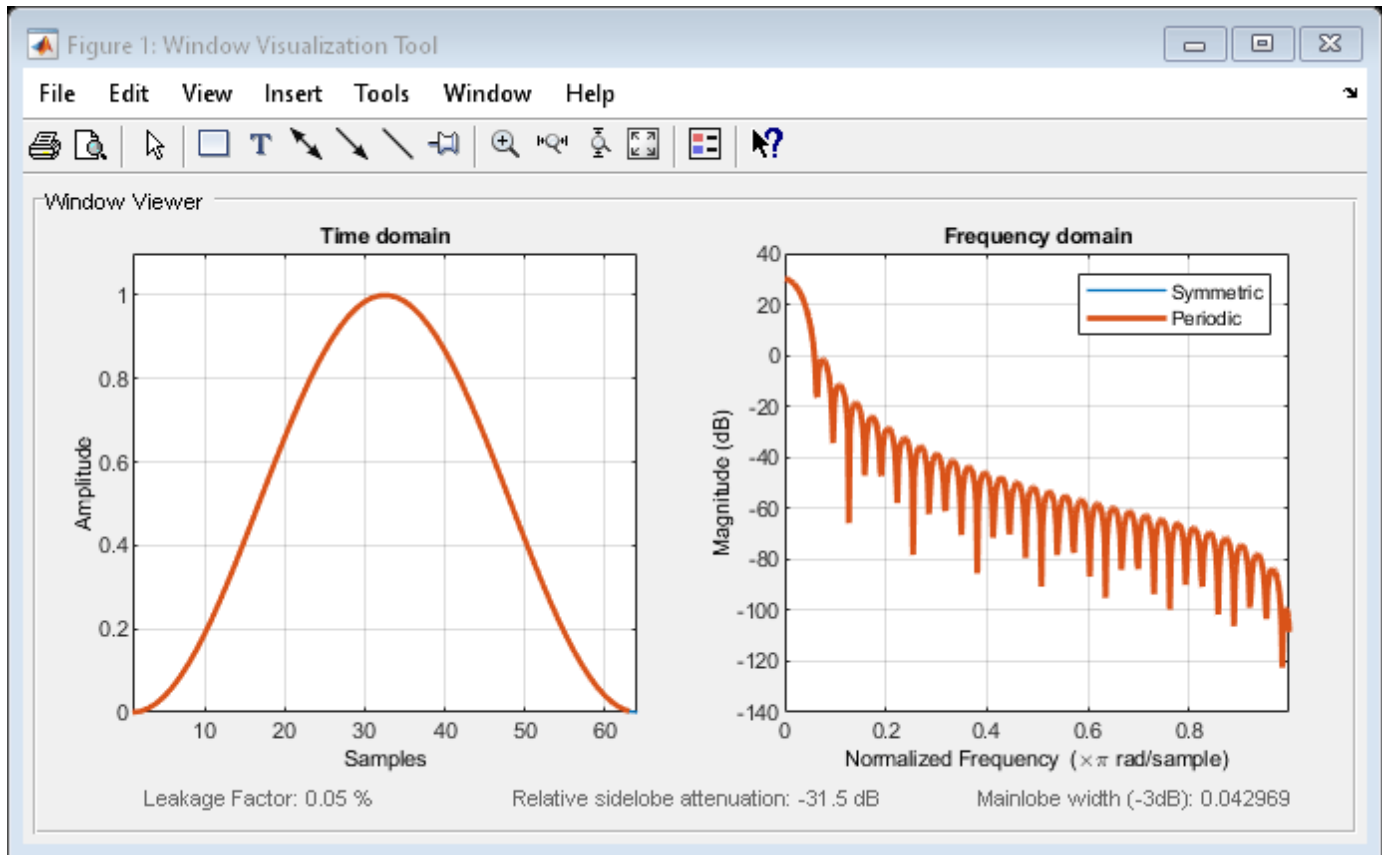 Figure 1: Window Visualization Tool
File Edit View Insert Tools Window Help
T
?
Window Viewer
Time domain
Amplitude
1
0.8
0.6
0.4
0.2
0
10 20 30 40 50 60
Samples
Frequency domain
Magnitude (dB)
40
20
0
-20
-40
-60
-80
-100
-120
-140
Symmetric
Periodic
0 0.2 0.4 0.6 0.8
Normalized Frequency (×π rad/sample)
Leakage Factor: 0.05 %
Relative sidelobe attenuation: -31.5 dB
Mainlobe width (-3dB): 0.042969